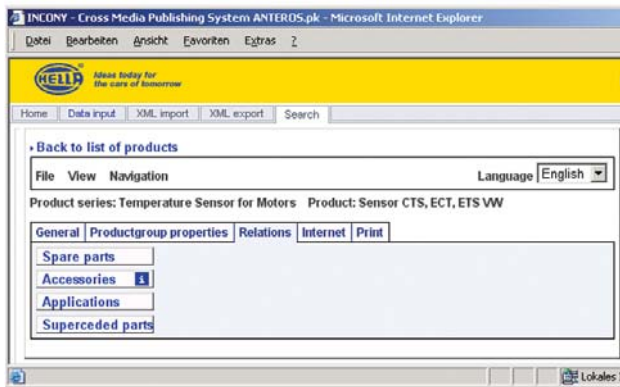 INCONY - Cross Media Publishing System ANTEROS.pk - Microsoft Internet Explorer
Datei Bearbeiten Ansicht Favoriten Extras ?
HELLA Ideas today for
the cars of tomorrow
Home Data input XML import XML export Search
Back to list of products
File View Navigation Language English
Product series: Temperature Sensor for Motors Product: Sensor CTS, ECT, ETS VW
General Productgroup properties Relations Internet Print
Spare parts
Accessories i
Applications
Superceded parts
Lokales